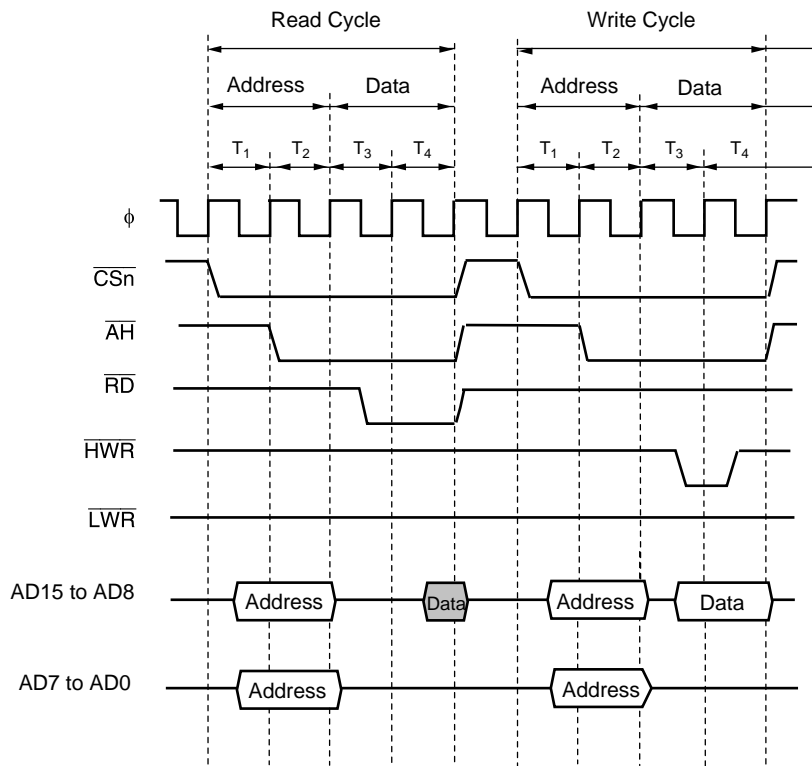 Read Cycle Write Cycle
Address Data Address Data
T1 T2 T3 T4 T1 T2 T3 T4
ϕ
CSn
AH
RD
HWR
LWR
AD15 to AD8 Address Data Address Data
AD7 to AD0 Address Address